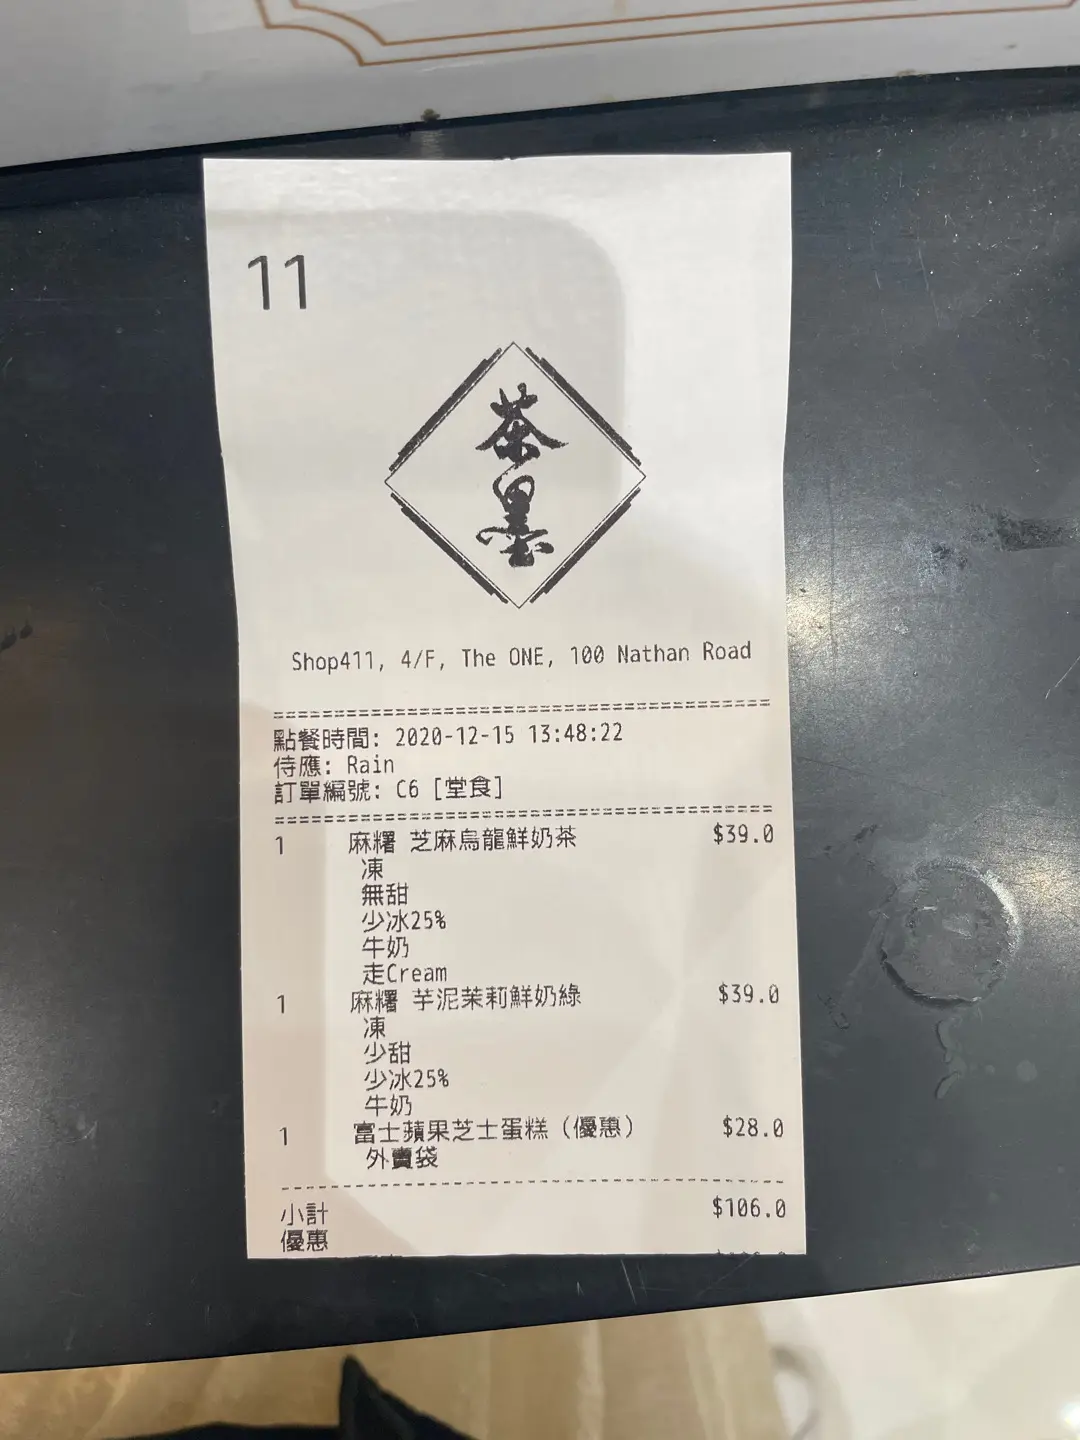 11
茶
墨
Shop411, 4/F, The ONE, 100 Nathan Road
================================================
點餐時間: 2020-12-15 13:48:22
侍應: Rain
訂單編號: C6 [堂食]
================================================
1 麻糬 芝麻烏龍鮮奶茶 $39.0
凍
無甜
少冰25%
牛奶
走Cream
1 麻糬 芋泥茉莉鮮奶綠 $39.0
凍
少甜
少冰25%
牛奶
1 富士蘋果芝士蛋糕（優惠） $28.0
外賣袋
------------------------------------------------
小計 $106.0
優惠